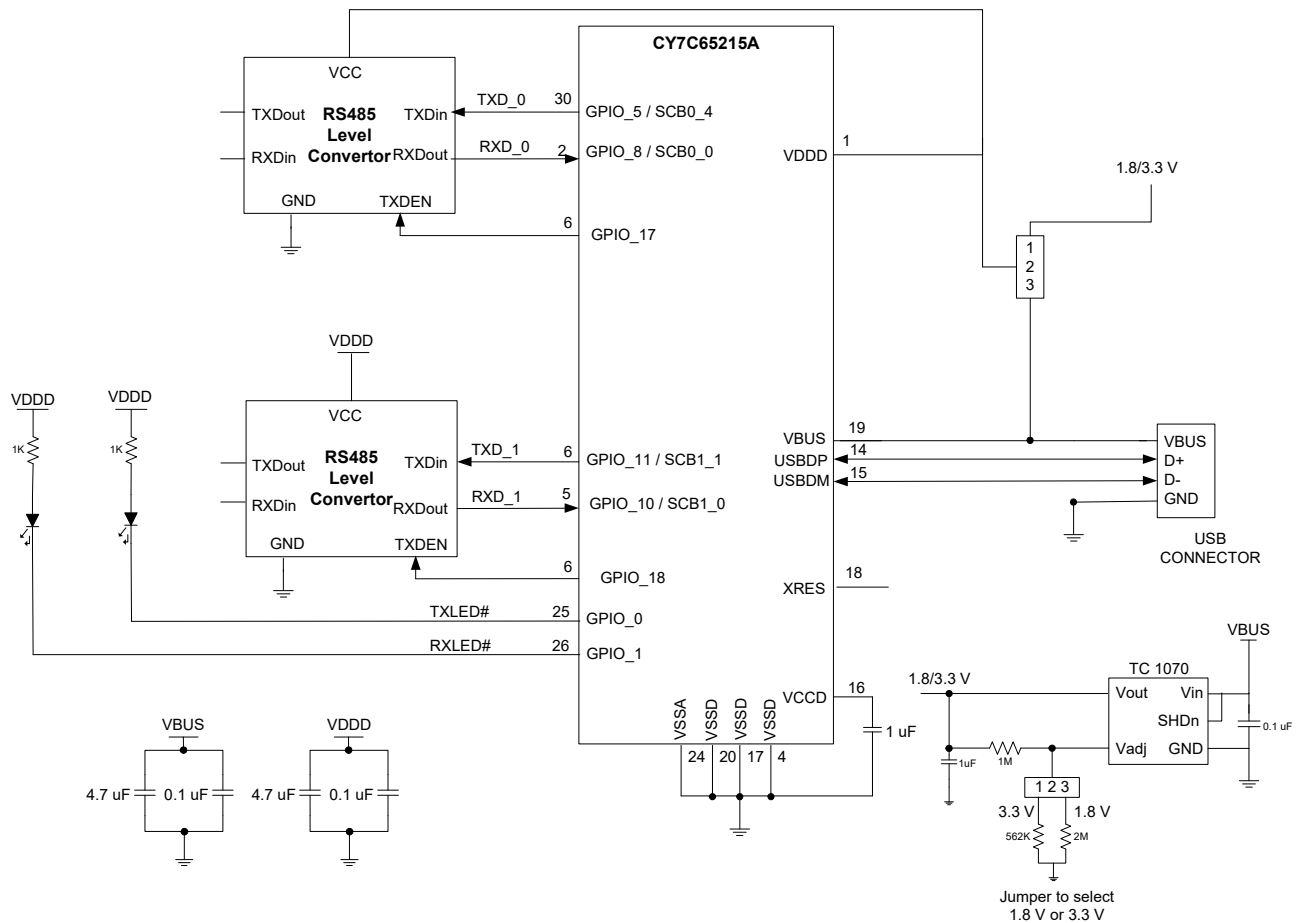 CY7C65215A
VCC
RS485
Level
Convertor
TXDout
RXDin
TXDin
RXDout
GND
TXDEN
TXD_0
RXD_0
30
2
6
GPIO_5 / SCB0_4
GPIO_8 / SCB0_0
GPIO_17
VDDD
1
1.8/3.3 V
1
2
3
VDDD
VDDD
VDDD
1K
1K
VCC
RS485
Level
Convertor
TXDout
RXDin
TXDin
RXDout
GND
TXDEN
TXD_1
RXD_1
6
5
6
GPIO_11 / SCB1_1
GPIO_10 / SCB1_0
GPIO_18
TXLED#
25
GPIO_0
RXLED#
26
GPIO_1
VBUS
19
USBDP
14
USBDM
15
VBUS
D+
D-
GND
USB
CONNECTOR
XRES
18
VCCD
16
1 uF
VSSA
VSSD
VSSD
VSSD
24
20
17
4
VBUS
4.7 uF
0.1 uF
VDDD
4.7 uF
0.1 uF
VBUS
TC 1070
1.8/3.3 V
Vout
Vin
SHDn
Vadj
GND
0.1 uF
1uF
1M
1 2 3
3.3 V
1.8 V
562K
2M
Jumper to select
1.8 V or 3.3 V